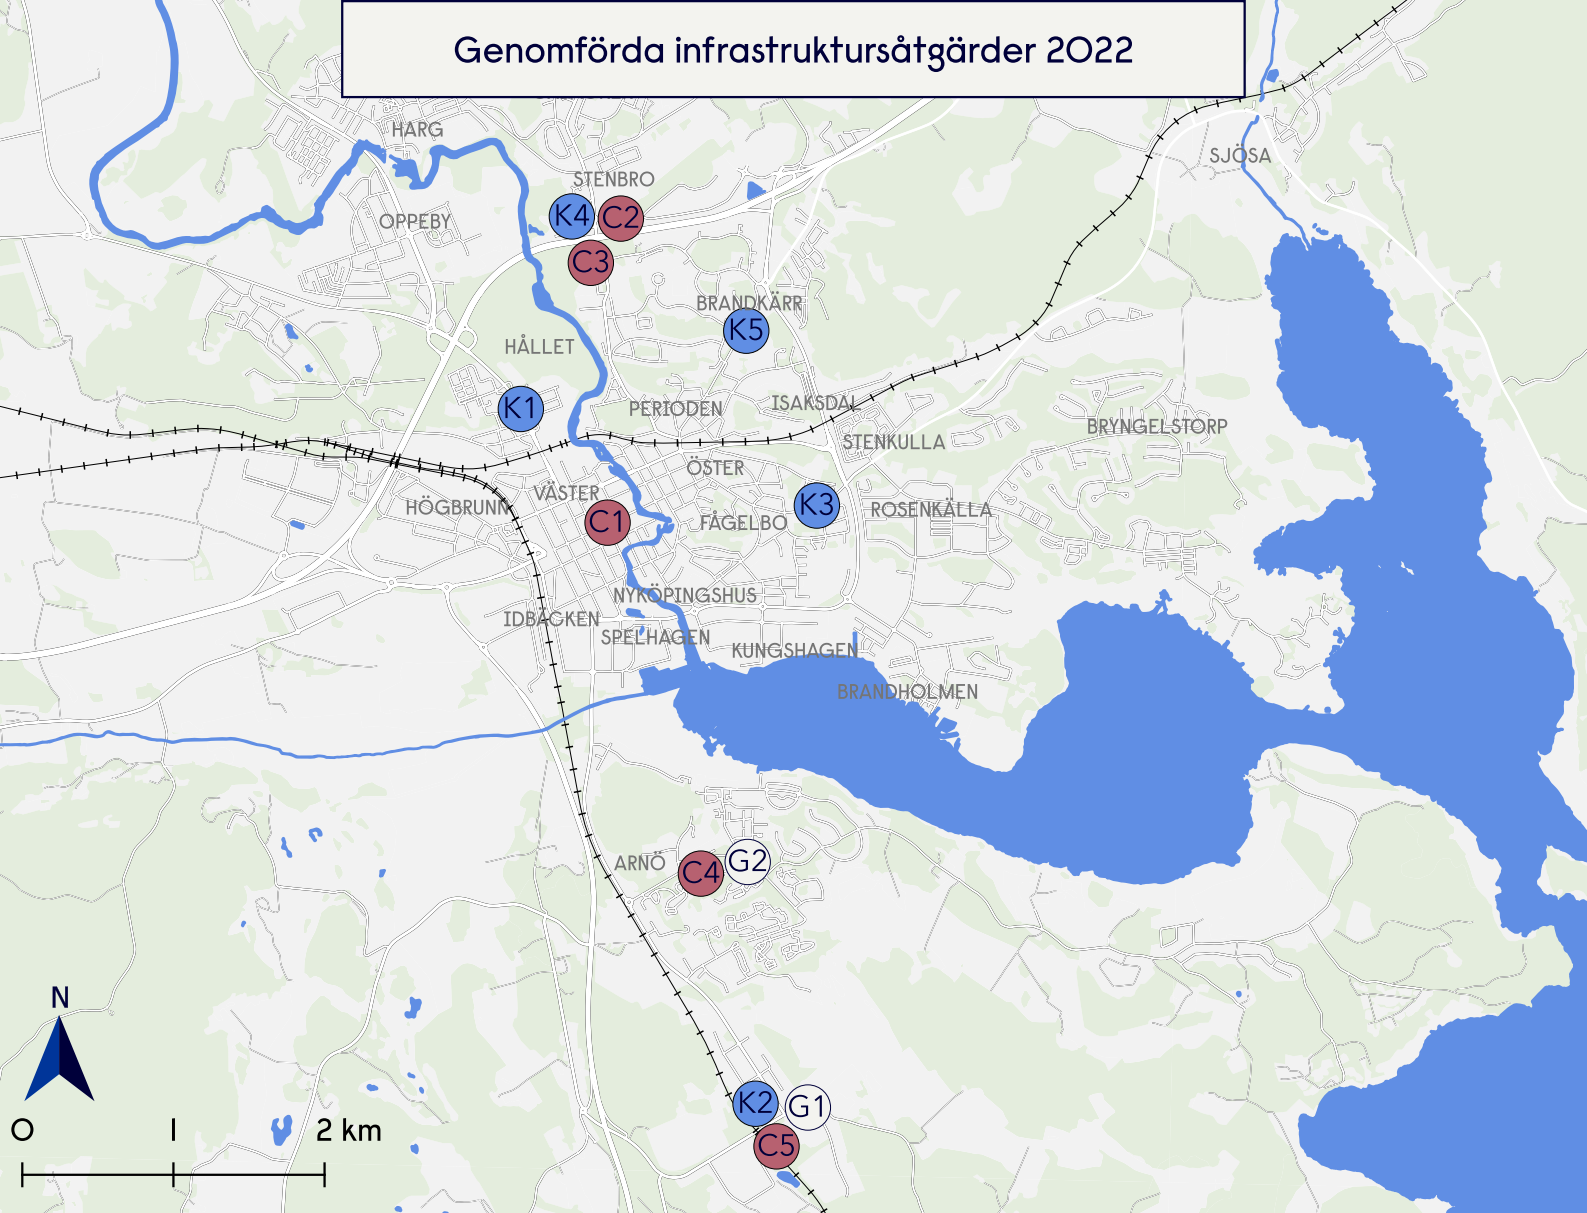 Genomförda infrastruktursåtgärder 2022
HARG
SJÖSA
STENBRO
K4
C2
OPPEBY
C3
BRANDKÄRR
K5
HÅLLET
K1
PERIODEN
ISAKSDAL
BRYNGELSTORP
STENKULLA
ÖSTER
VÄSTER
HÖGBRUNN
K3
ROSENKÄLLA
C1
FÅGELBO
NYKÖPINGSHUS
IDBÄCKEN
SPELHAGEN
KUNGSHAGEN
BRANDHOLMEN
ARNÖ
C4
G2
N
K2
G1
0 1 2 km
C5